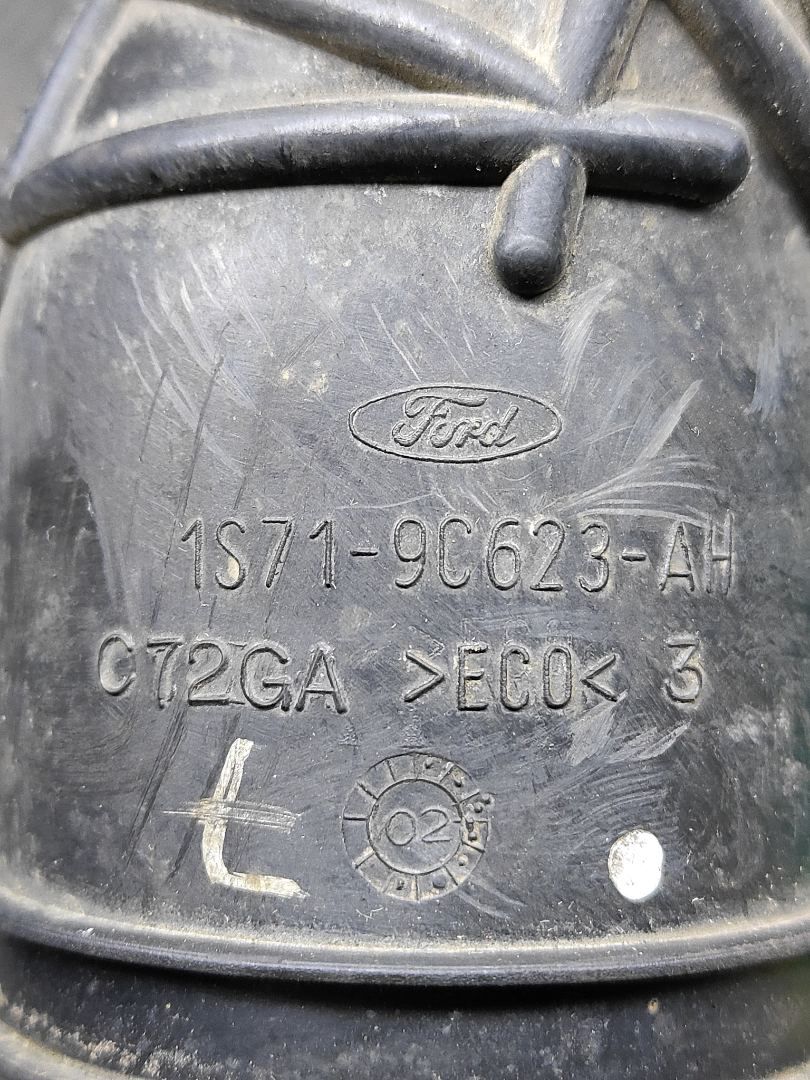 Ford
1S71-9C623-AH
C72GA >ECO< 3
02